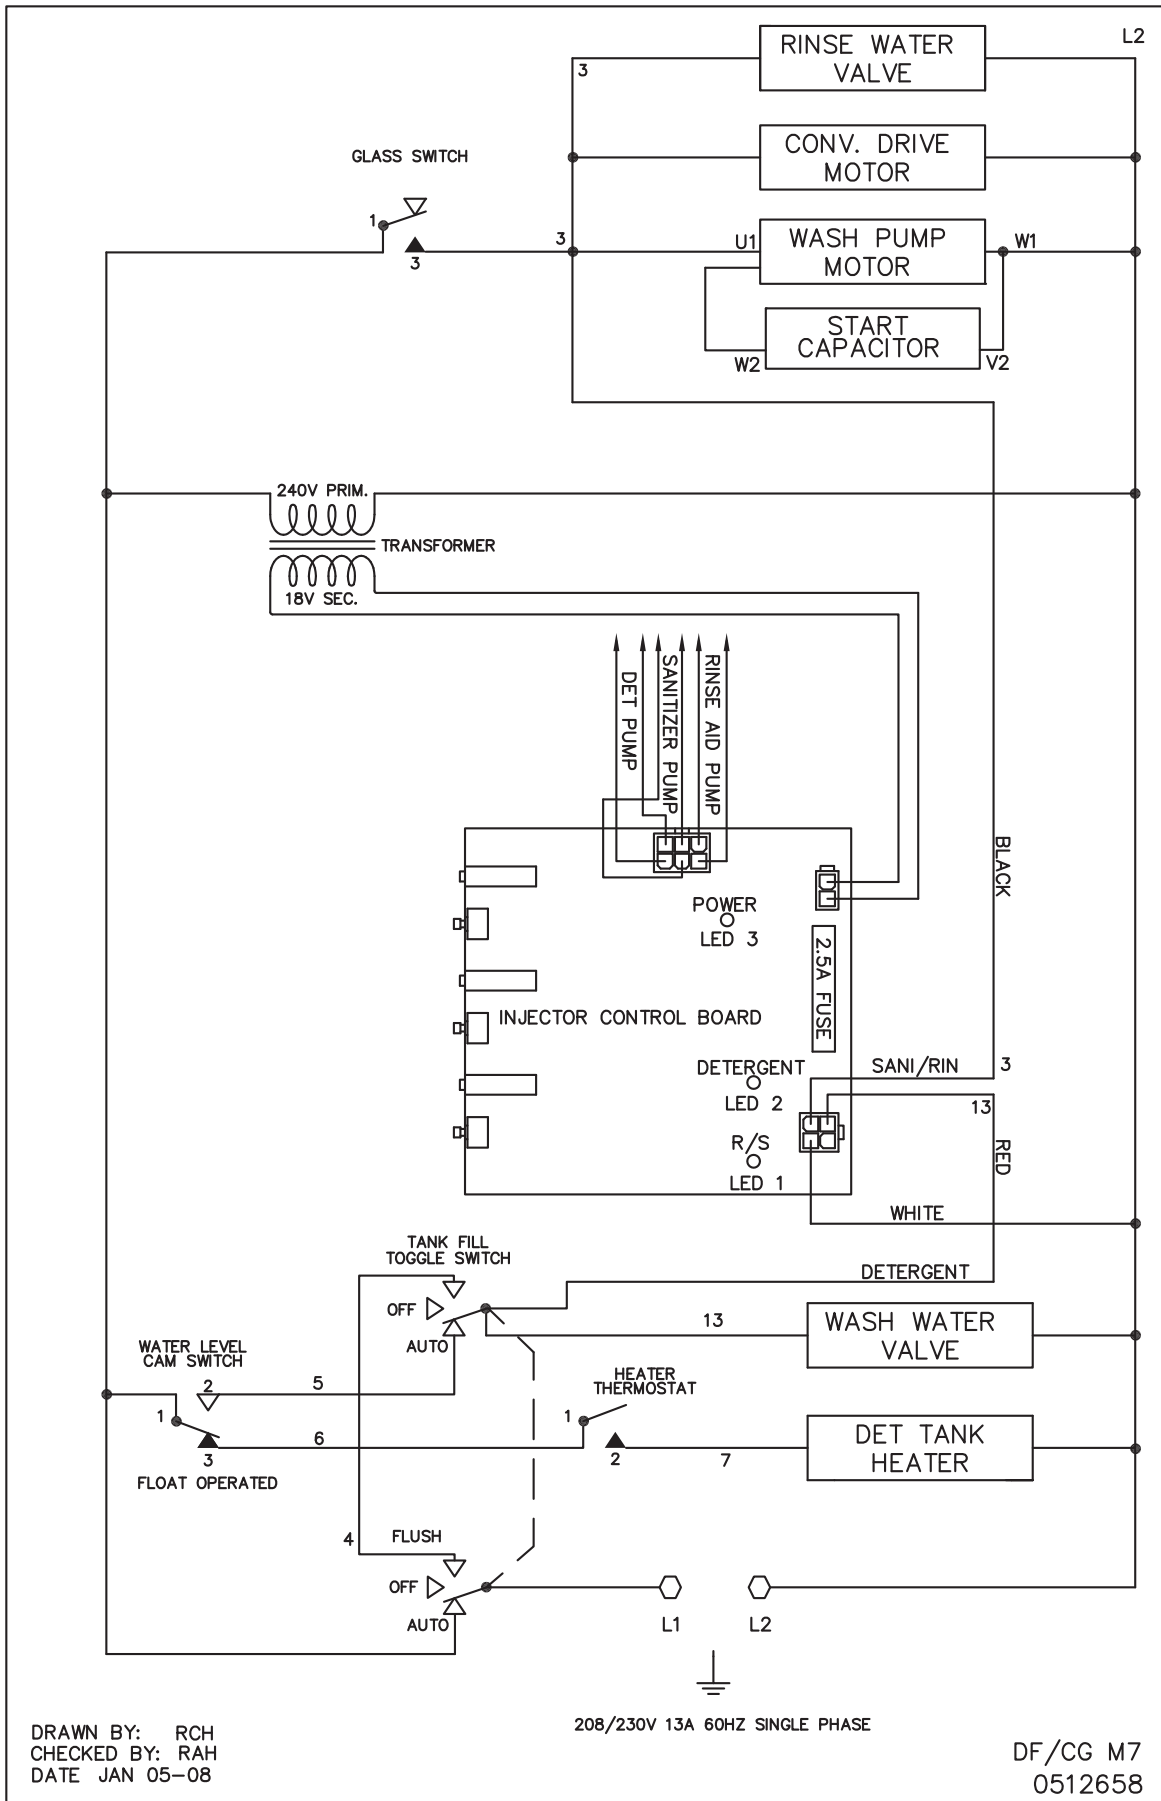 L2
RINSE WATER
VALVE
3
CONV. DRIVE
MOTOR
GLASS SWITCH
1
3
3
U1
WASH PUMP
MOTOR
W1
START
CAPACITOR
W2
V2
240V PRIM.
TRANSFORMER
18V SEC.
DET PUMP
SANITIZER PUMP
RINSE AID PUMP
BLACK
POWER
LED 3
2.5A FUSE
INJECTOR CONTROL BOARD
DETERGENT
LED 2
SANI/RIN
3
13
R/S
LED 1
RED
WHITE
TANK FILL
TOGGLE SWITCH
DETERGENT
OFF
AUTO
13
WASH WATER
VALVE
WATER LEVEL
CAM SWITCH
2
5
1
3
6
FLOAT OPERATED
HEATER
THERMOSTAT
1
2
7
DET TANK
HEATER
4
FLUSH
OFF
AUTO
L1
L2
208/230V 13A 60HZ SINGLE PHASE
DRAWN BY: RCH
CHECKED BY: RAH
DATE JAN 05-08
DF/CG M7
0512658